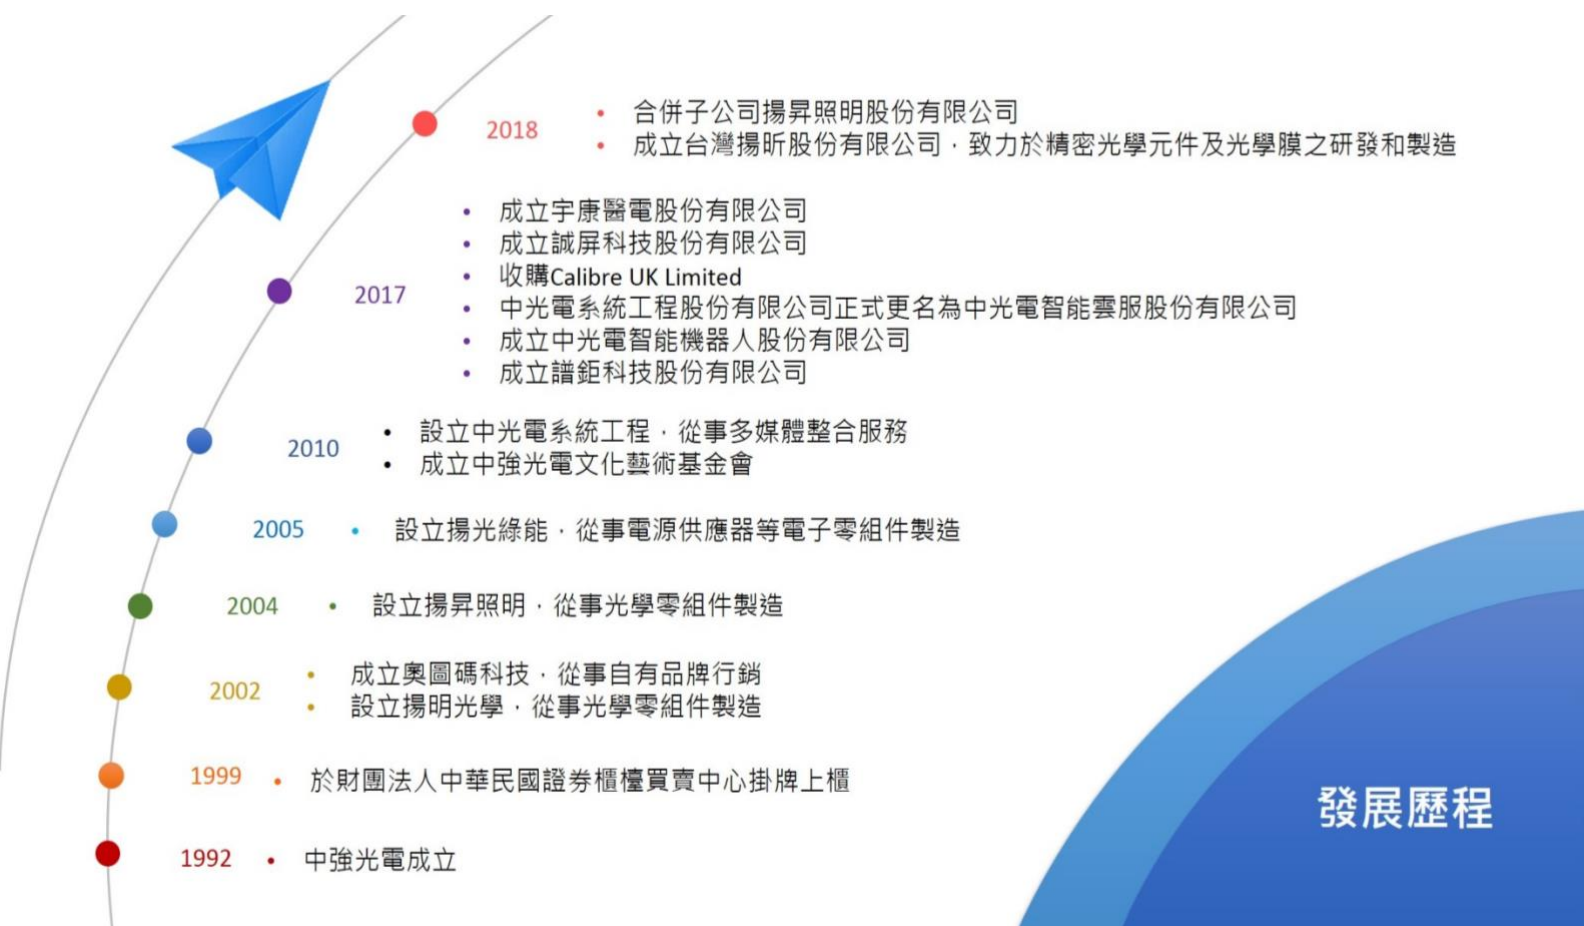 2018
• 合併子公司揚昇照明股份有限公司
• 成立台灣揚昕股份有限公司，致力於精密光學元件及光學膜之研發和製造
2017
• 成立宇康醫電股份有限公司
• 成立誠屏科技股份有限公司
• 收購Calibre UK Limited
• 中光電系統工程股份有限公司正式更名為中光電智能雲服股份有限公司
• 成立中光電智能機器人股份有限公司
• 成立譜鉅科技股份有限公司
2010
• 設立中光電系統工程，從事多媒體整合服務
• 成立中強光電文化藝術基金會
2005
• 設立揚光綠能，從事電源供應器等電子零組件製造
2004
• 設立揚昇照明，從事光學零組件製造
2002
• 成立奧圖碼科技，從事自有品牌行銷
• 設立揚明光學，從事光學零組件製造
1999
• 於財團法人中華民國證券櫃檯買賣中心掛牌上櫃
1992
• 中強光電成立
發展歷程